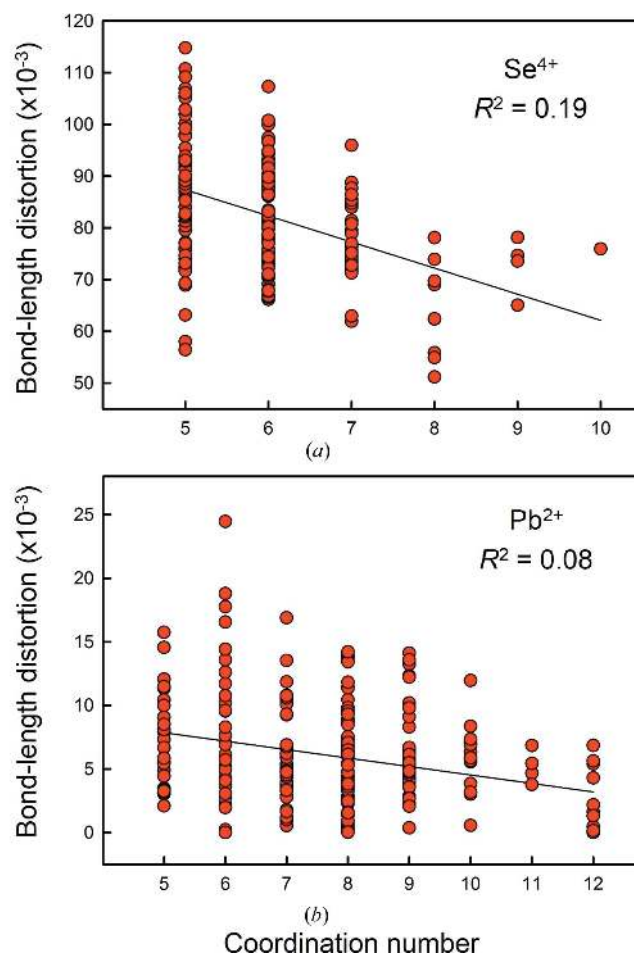 120
110
100
90
80
70
60
50
Bond-length distortion (x10⁻³)
Se⁴⁺
R² = 0.19
5 6 7 8 9 10
(a)
25
20
15
10
5
0
Bond-length distortion (x10⁻³)
Pb²⁺
R² = 0.08
5 6 7 8 9 10 11 12
(b)
Coordination number